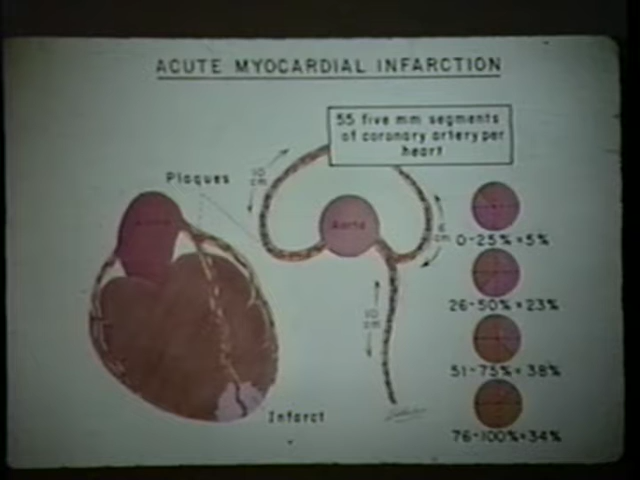 ACUTE MYOCARDIAL INFARCTION
55 five mm segments
of coronary artery per
heart
Plaques
10
cm
Aorta
cm
0-25% = 5%
26-50% = 23%
10
cm
51-75% = 38%
Infarct
76-100% = 34%